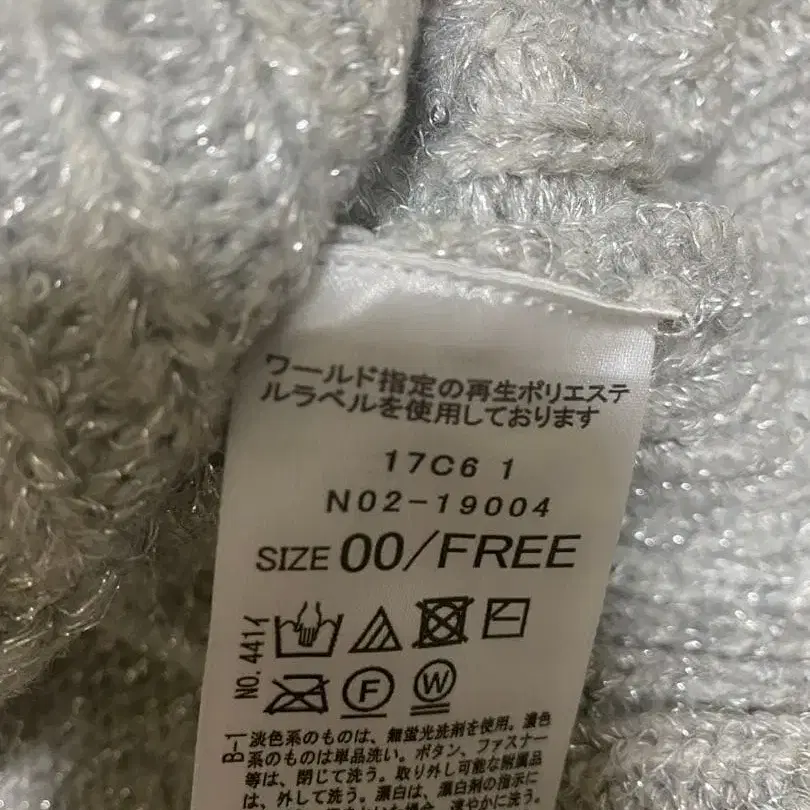 ワールド指定の再生ポリエステ
ルラベルを使用しております
17C6 1
N02-19004
SIZE 00/FREE
NO.441イ
F
W
B-1
淡色系のものは、無蛍光洗剤を使用。濃色
系のものは単品洗い。ボタン、ファスナー
等は、閉じて洗う。取り外し可能な附属品
は、外して洗う。漂白は、漂白剤の指示に